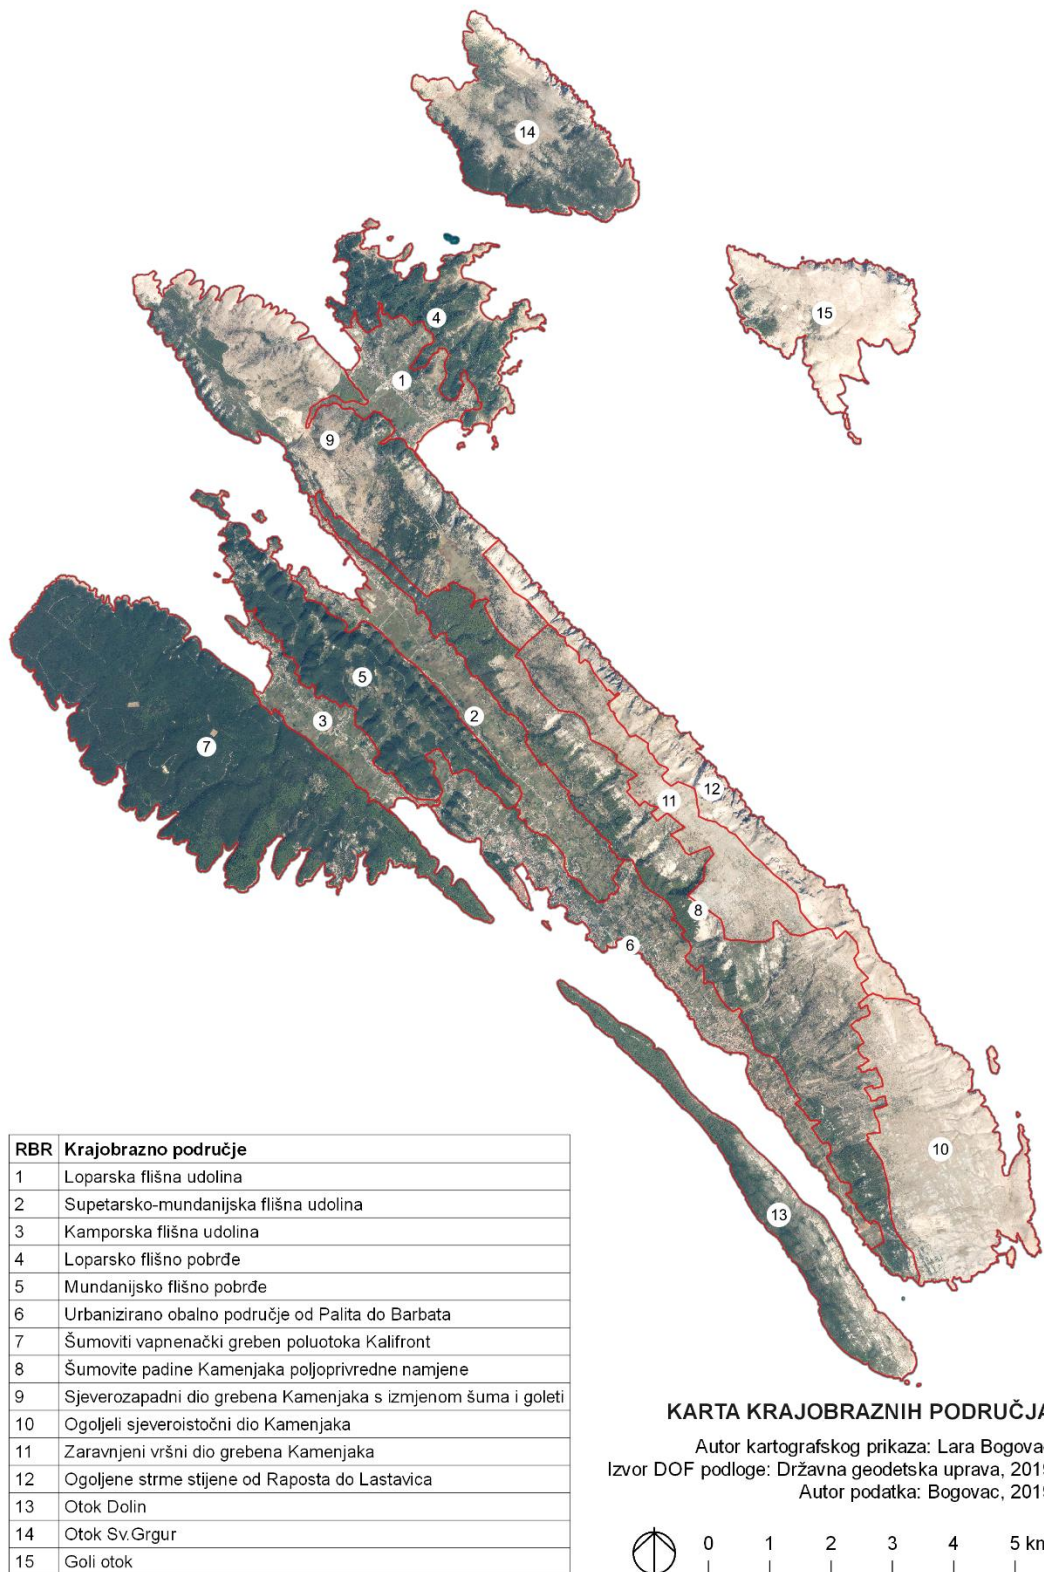 14
4
15
1
9
5
2
3
7
12
11
8
6
10
13
RBR Krajobrazno područje
1 Loparska flišna udolina
2 Supetarsko-mundanijska flišna udolina
3 Kamporska flišna udolina
4 Loparsko flišno pobrđe
5 Mundanijsko flišno pobrđe
6 Urbanizirano obalno područje od Palita do Barbata
7 Šumoviti vapnenački greben poluotoka Kalifront
8 Šumovite padine Kamenjaka poljoprivredne namjene
9 Sjeverozapadni dio grebena Kamenjaka s izmjenom šuma i goleti
10 Ogoljeli sjeveroistočni dio Kamenjaka
11 Zaravnjeni vršni dio grebena Kamenjaka
12 Ogoljene strme stijene od Raposta do Lastavica
13 Otok Dolin
14 Otok Sv.Grgur
15 Goli otok
KARTA KRAJOBRAZNIH PODRUČJA
Autor kartografskog prikaza: Lara Bogovac
Izvor DOF podloge: Državna geodetska uprava, 2019
Autor podatka: Bogovac, 2019
0 1 2 3 4 5 km